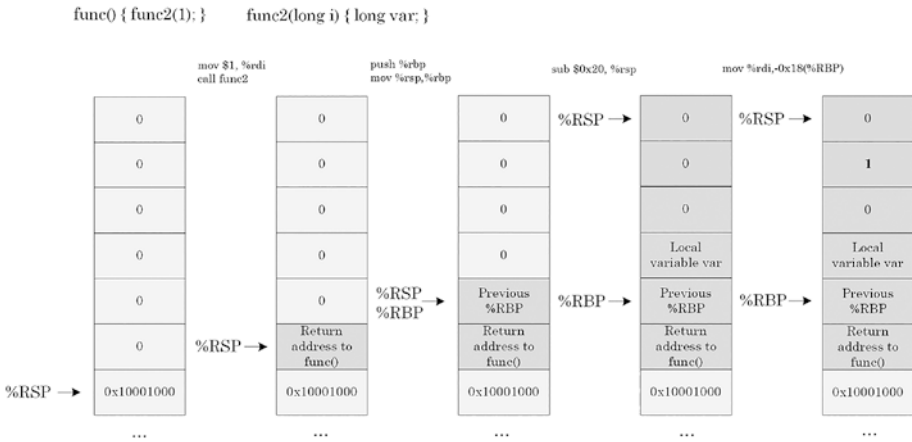 func() { func2(1); }
func2(long i) { long var; }
mov $1, %rdi
call func2
push %rbp
mov %rsp,%rbp
sub $0x20, %rsp
mov %rdi,-0x18(%RBP)
0
0
0
0
0
0
%RSP
0x10001000
...
0
0
0
0
0
%RSP
Return
address to
func()
0x10001000
...
0
0
0
0
%RSP
%RBP
Previous
%RBP
Return
address to
func()
0x10001000
...
%RSP
0
0
0
Local
variable var
%RBP
Previous
%RBP
Return
address to
func()
0x10001000
...
%RSP
0
1
0
Local
variable var
%RBP
Previous
%RBP
Return
address to
func()
0x10001000
...